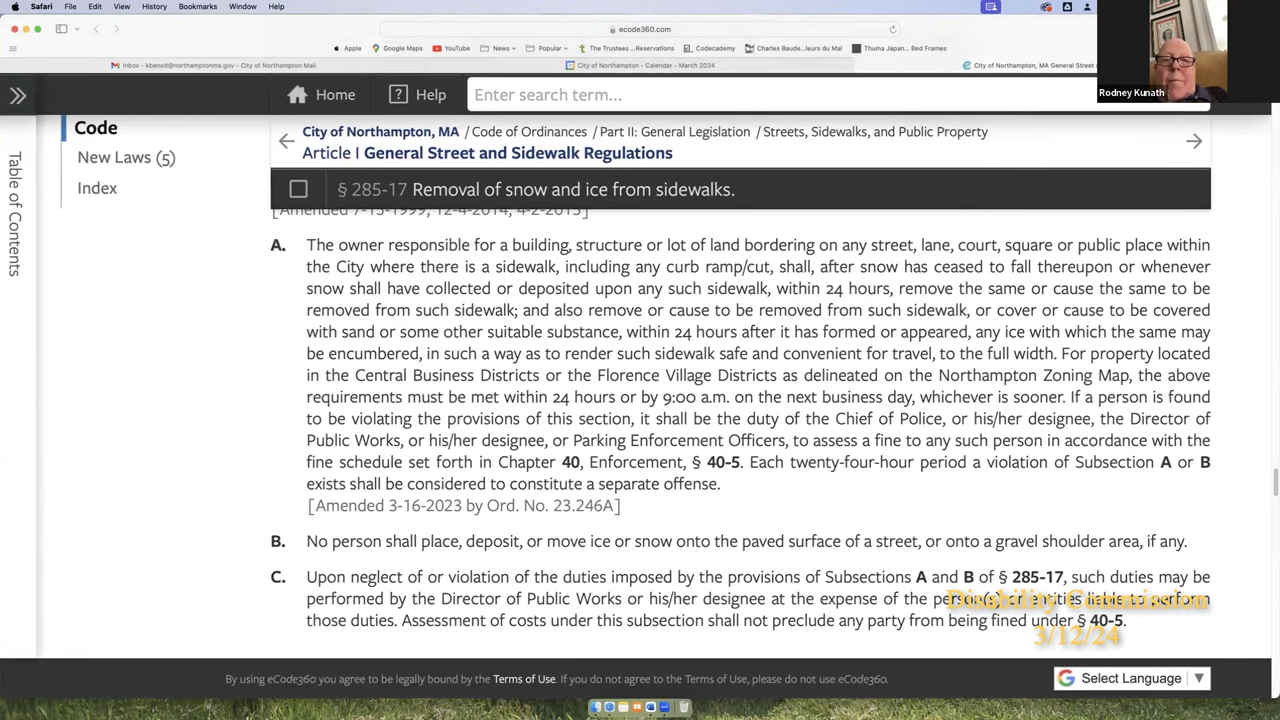 Safari File Edit View History Bookmarks Window Help
ecode360.com
Apple Google Maps YouTube News Popular The Trustees ...Reservations Codecademy Charles Baude...leurs du Mal Thuma Japan... Bed Frames
Inbox - kbenoit@northamptonma.gov - City of Northampton Mail City of Northampton - Calendar - March 2024 City of Northampton, MA General Street a
Rodney Kunath
Home Help Enter search term...
Code
New Laws (5)
Index
Table of Contents
City of Northampton, MA / Code of Ordinances / Part II: General Legislation / Streets, Sidewalks, and Public Property
Article I General Street and Sidewalk Regulations
§ 285-17 Removal of snow and ice from sidewalks.
[Amended 7-15-1999; 12-4-2014; 4-2-2015]
A. The owner responsible for a building, structure or lot of land bordering on any street, lane, court, square or public place within
the City where there is a sidewalk, including any curb ramp/cut, shall, after snow has ceased to fall thereupon or whenever
snow shall have collected or deposited upon any such sidewalk, within 24 hours, remove the same or cause the same to be
removed from such sidewalk; and also remove or cause to be removed from such sidewalk, or cover or cause to be covered
with sand or some other suitable substance, within 24 hours after it has formed or appeared, any ice with which the same may
be encumbered, in such a way as to render such sidewalk safe and convenient for travel, to the full width. For property located
in the Central Business Districts or the Florence Village Districts as delineated on the Northampton Zoning Map, the above
requirements must be met within 24 hours or by 9:00 a.m. on the next business day, whichever is sooner. If a person is found
to be violating the provisions of this section, it shall be the duty of the Chief of Police, or his/her designee, the Director of
Public Works, or his/her designee, or Parking Enforcement Officers, to assess a fine to any such person in accordance with the
fine schedule set forth in Chapter 40, Enforcement, § 40-5. Each twenty-four-hour period a violation of Subsection A or B
exists shall be considered to constitute a separate offense.
[Amended 3-16-2023 by Ord. No. 23.246A]
B. No person shall place, deposit, or move ice or snow onto the paved surface of a street, or onto a gravel shoulder area, if any.
C. Upon neglect of or violation of the duties imposed by the provisions of Subsections A and B of § 285-17, such duties may be
performed by the Director of Public Works or his/her designee at the expense of the person(s) or entities liable to perform
those duties. Assessment of costs under this subsection shall not preclude any party from being fined under § 40-5.
Disability Commission
3/12/24
By using eCode360 you agree to be legally bound by the Terms of Use. If you do not agree to the Terms of Use, please do not use eCode360.
Select Language